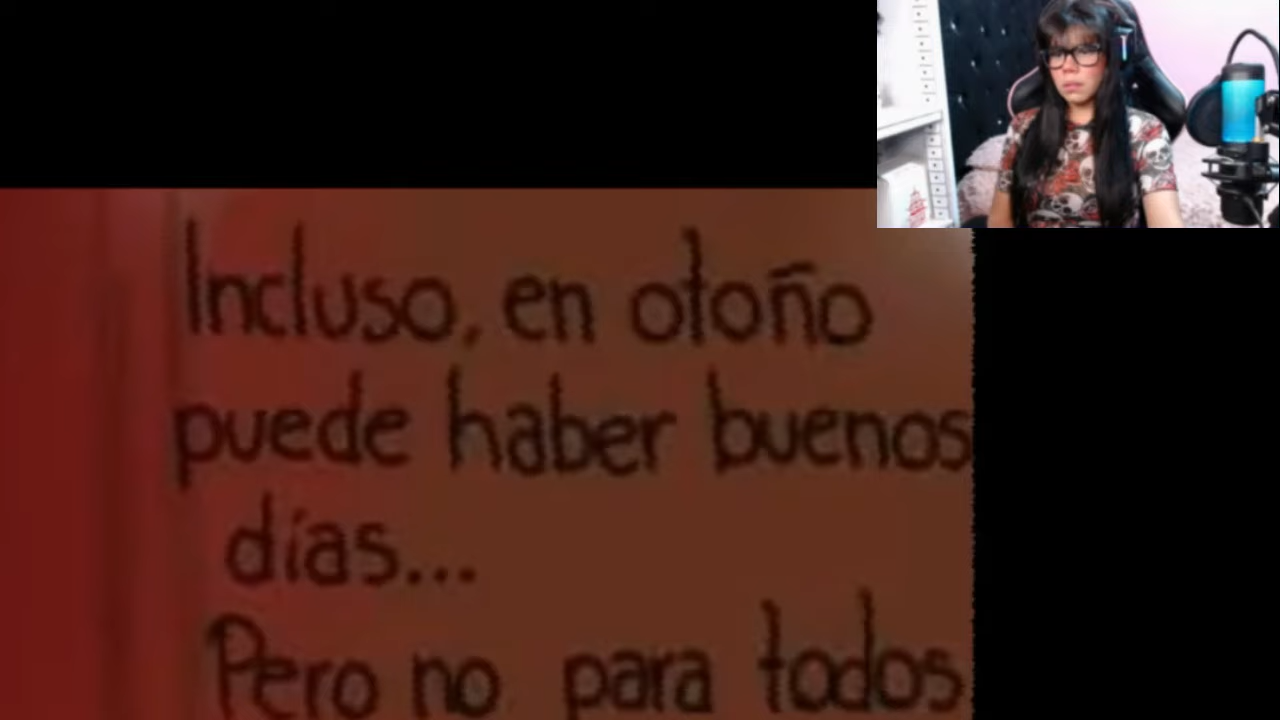 Incluso, en otoño
puede haber buenos
días...
Pero no para todos